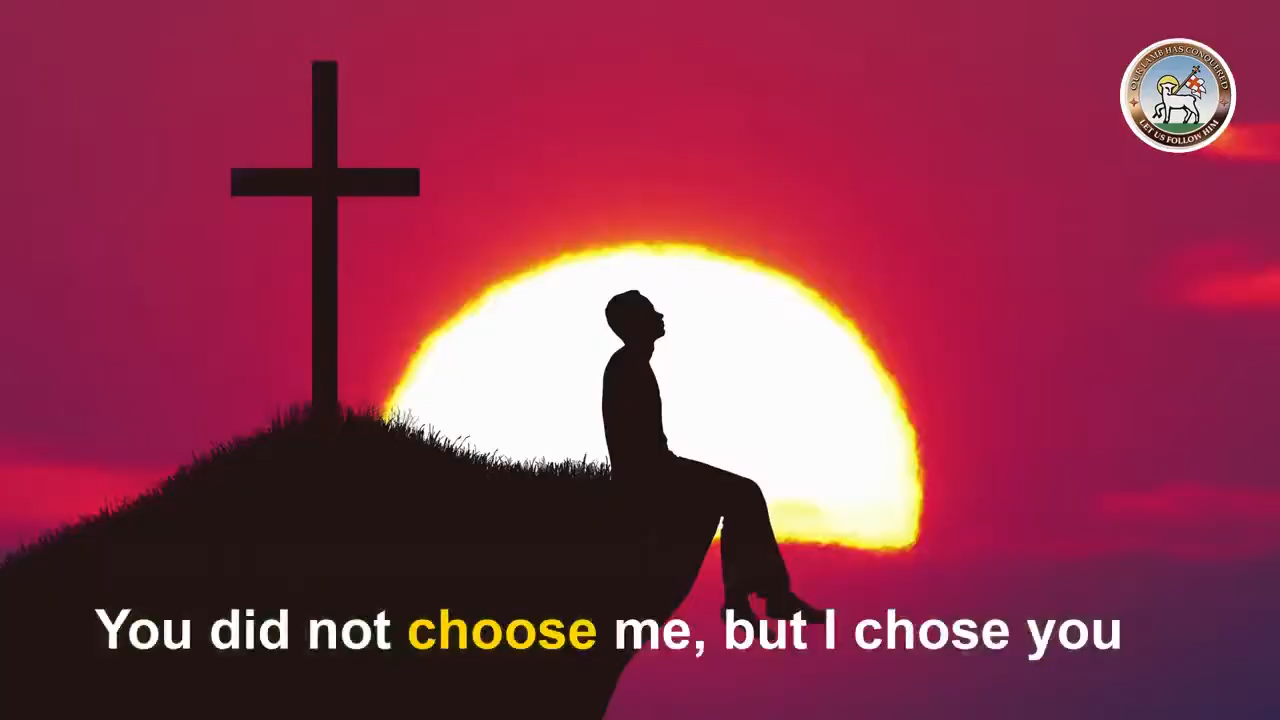 OUR LAMB HAS CONQUERED
LET US FOLLOW HIM
You did not choose me, but I chose you